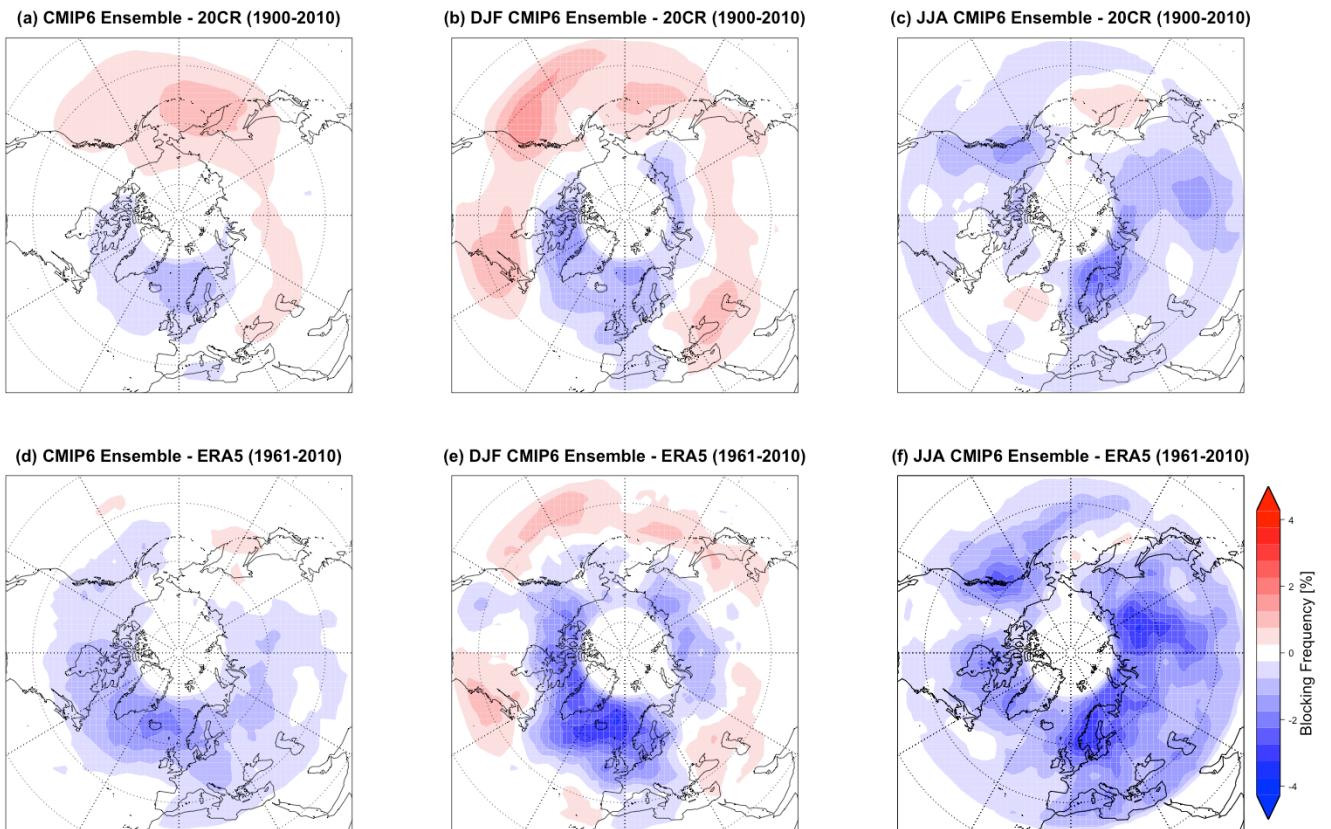 (a) CMIP6 Ensemble - 20CR (1900-2010)
(b) DJF CMIP6 Ensemble - 20CR (1900-2010)
(c) JJA CMIP6 Ensemble - 20CR (1900-2010)
(d) CMIP6 Ensemble - ERA5 (1961-2010)
(e) DJF CMIP6 Ensemble - ERA5 (1961-2010)
(f) JJA CMIP6 Ensemble - ERA5 (1961-2010)
4
2
0
-2
-4
Blocking Frequency [%]